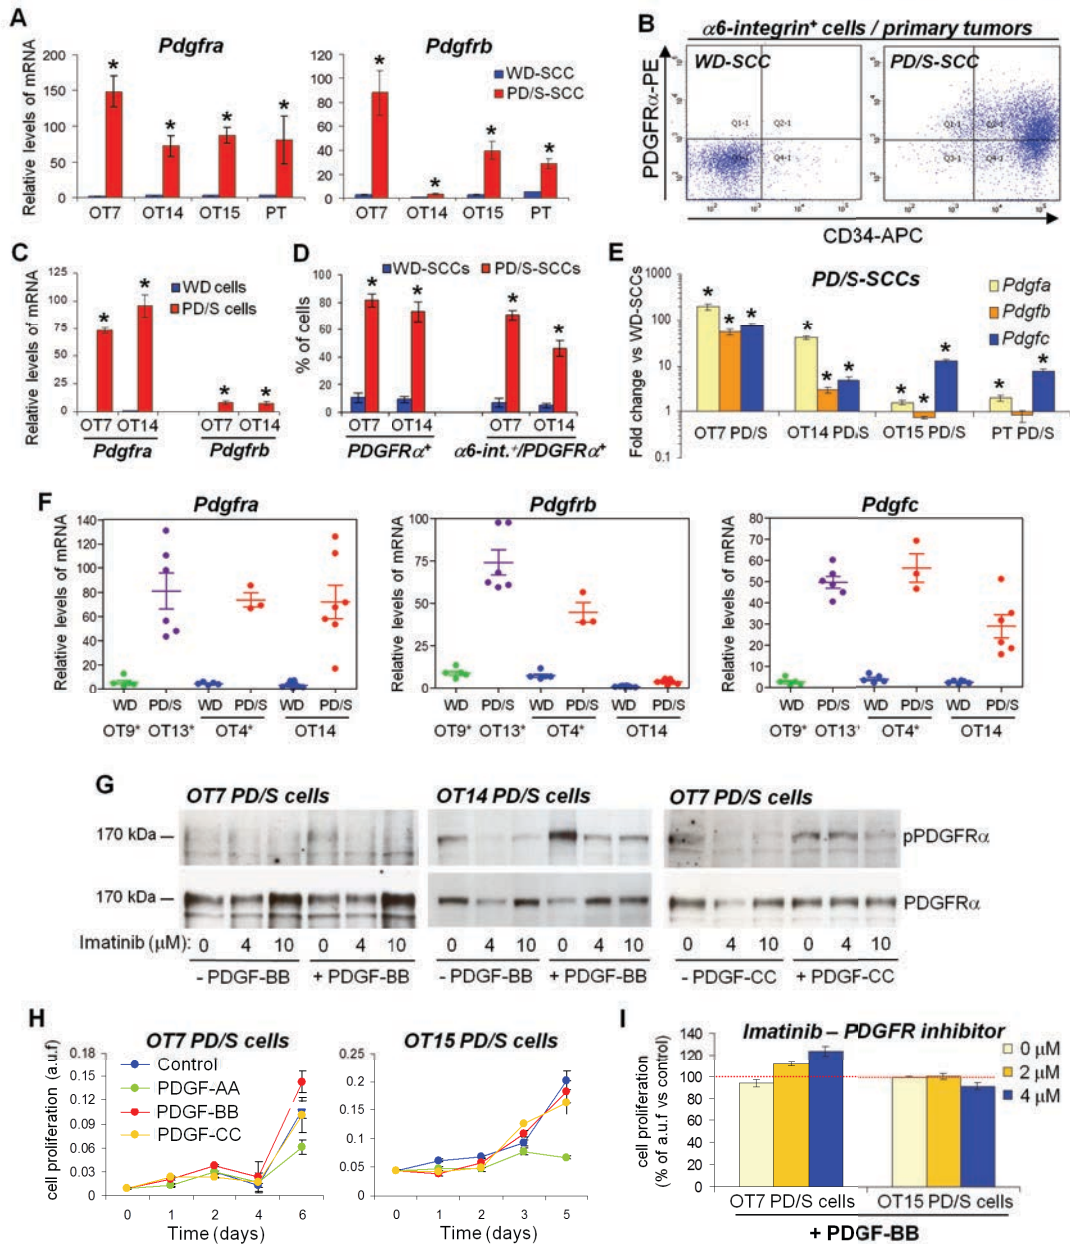 A
Pdgfra
Pdgfrb
Relative levels of mRNA
200
150
100
50
0
* * * *
OT7 OT14 OT15 PT
120
100
80
60
40
20
0
WD-SCC
PD/S-SCC
* * * *
OT7 OT14 OT15 PT
B
α6-integrin+ cells / primary tumors
WD-SCC
PD/S-SCC
PDGFRα-PE
Q1-1 Q2-1
Q4-1
Q1-1
Q3-1 Q4-1
CD34-APC
C
Relative levels of mRNA
125
100
75
50
25
0
WD cells
PD/S cells
* * * *
OT7 OT14 OT7 OT14
Pdgfra Pdgfrb
D
% of cells
100
80
60
40
20
0
WD-SCCs PD/S-SCCs
* * * *
OT7 OT14 OT7 OT14
PDGFRα+ α6-int.+/PDGFRα+
E
Fold change vs WD-SCCs
1000
100
10
1
0.1
PD/S-SCCs
Pdgfa
Pdgfb
Pdgfc
* * * * * * * * * * *
OT7 PD/S OT14 PD/S OT15 PD/S PT PD/S
F
Pdgfra
Relative levels of mRNA
140
120
100
80
60
40
20
0
WD PD/S WD PD/S WD PD/S
OT9* OT13* OT4* OT14
Pdgfrb
Relative levels of mRNA
100
75
50
25
0
WD PD/S WD PD/S WD PD/S
OT9* OT13* OT4* OT14
Pdgfc
Relative levels of mRNA
80
70
60
50
40
30
20
10
0
WD PD/S WD PD/S WD PD/S
OT9* OT13* OT4* OT14
G
OT7 PD/S cells OT14 PD/S cells OT7 PD/S cells
170 kDa pPDGFRα
170 kDa PDGFRα
Imatinib (μM): 0 4 10 0 4 10 0 4 10 0 4 10 0 4 10 0 4 10
- PDGF-BB + PDGF-BB - PDGF-BB + PDGF-BB - PDGF-CC + PDGF-CC
H
OT7 PD/S cells
cell proliferation (a.u.f)
0.18
0.15
0.12
0.09
0.06
0.03
0
Control
PDGF-AA
PDGF-BB
PDGF-CC
0 1 2 4 6
Time (days)
OT15 PD/S cells
0.25
0.2
0.15
0.1
0.05
0
0 1 2 3 5
Time (days)
I
Imatinib – PDGFR inhibitor
cell proliferation
(% of a.u.f vs control)
140
120
100
80
60
40
20
0
0 μM
2 μM
4 μM
OT7 PD/S cells OT15 PD/S cells
+ PDGF-BB